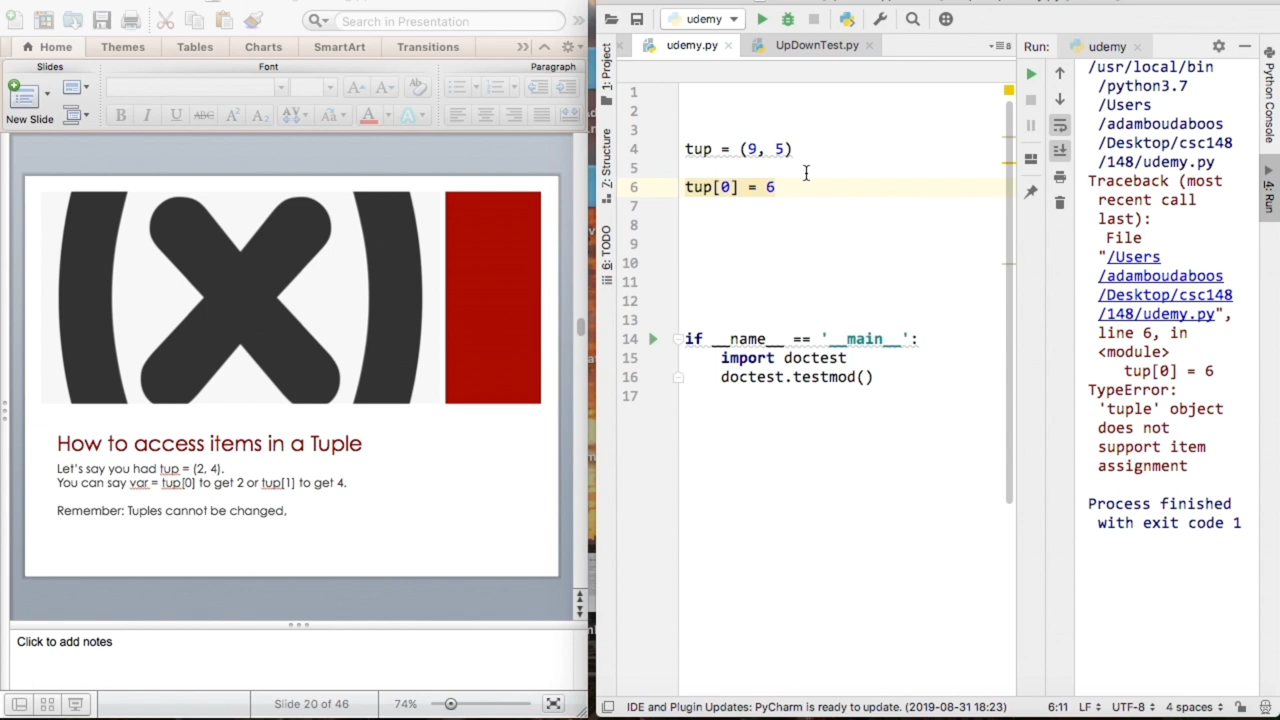 Search in Presentation
Home
Themes
Tables
Charts
SmartArt
Transitions
Slides
Font
Paragraph
New Slide
B I U ABC A² A₂ AV Aa A A
How to access items in a Tuple
Let's say you had tup = (2, 4).
You can say var = tup[0] to get 2 or tup[1] to get 4.
Remember: Tuples cannot be changed,
Click to add notes
Slide 20 of 46
74%
udemy
udemy.py
UpDownTest.py
1: Project
Z: Structure
6: TODO
1
2
3
4 tup = (9, 5)
5
6 tup[0] = 6
7
8
9
10
11
12
13
14 if __name__ == '__main__':
15 import doctest
16 doctest.testmod()
17
Run: udemy
/usr/local/bin
/python3.7
/Users
/adamboudaboos
/Desktop/csc148
/148/udemy.py
Traceback (most
recent call
last):
File
"/Users
/adamboudaboos
/Desktop/csc148
/148/udemy.py",
line 6, in
<module>
tup[0] = 6
TypeError:
'tuple' object
does not
support item
assignment
Process finished
with exit code 1
Python Console
4: Run
IDE and Plugin Updates: PyCharm is ready to update. (2019-08-31 18:23)
6:11 LF UTF-8 4 spaces